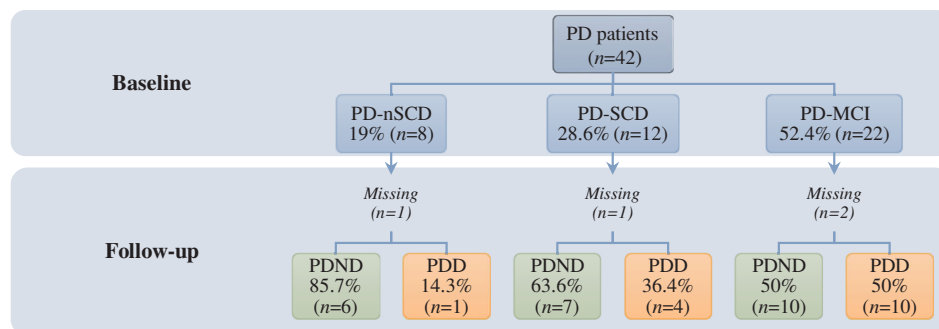 PD patients
(n=42)
Baseline
PD-nSCD
19% (n=8)
PD-SCD
28.6% (n=12)
PD-MCI
52.4% (n=22)
Missing
(n=1)
Missing
(n=1)
Missing
(n=2)
Follow-up
PDND
85.7%
(n=6)
PDD
14.3%
(n=1)
PDND
63.6%
(n=7)
PDD
36.4%
(n=4)
PDND
50%
(n=10)
PDD
50%
(n=10)